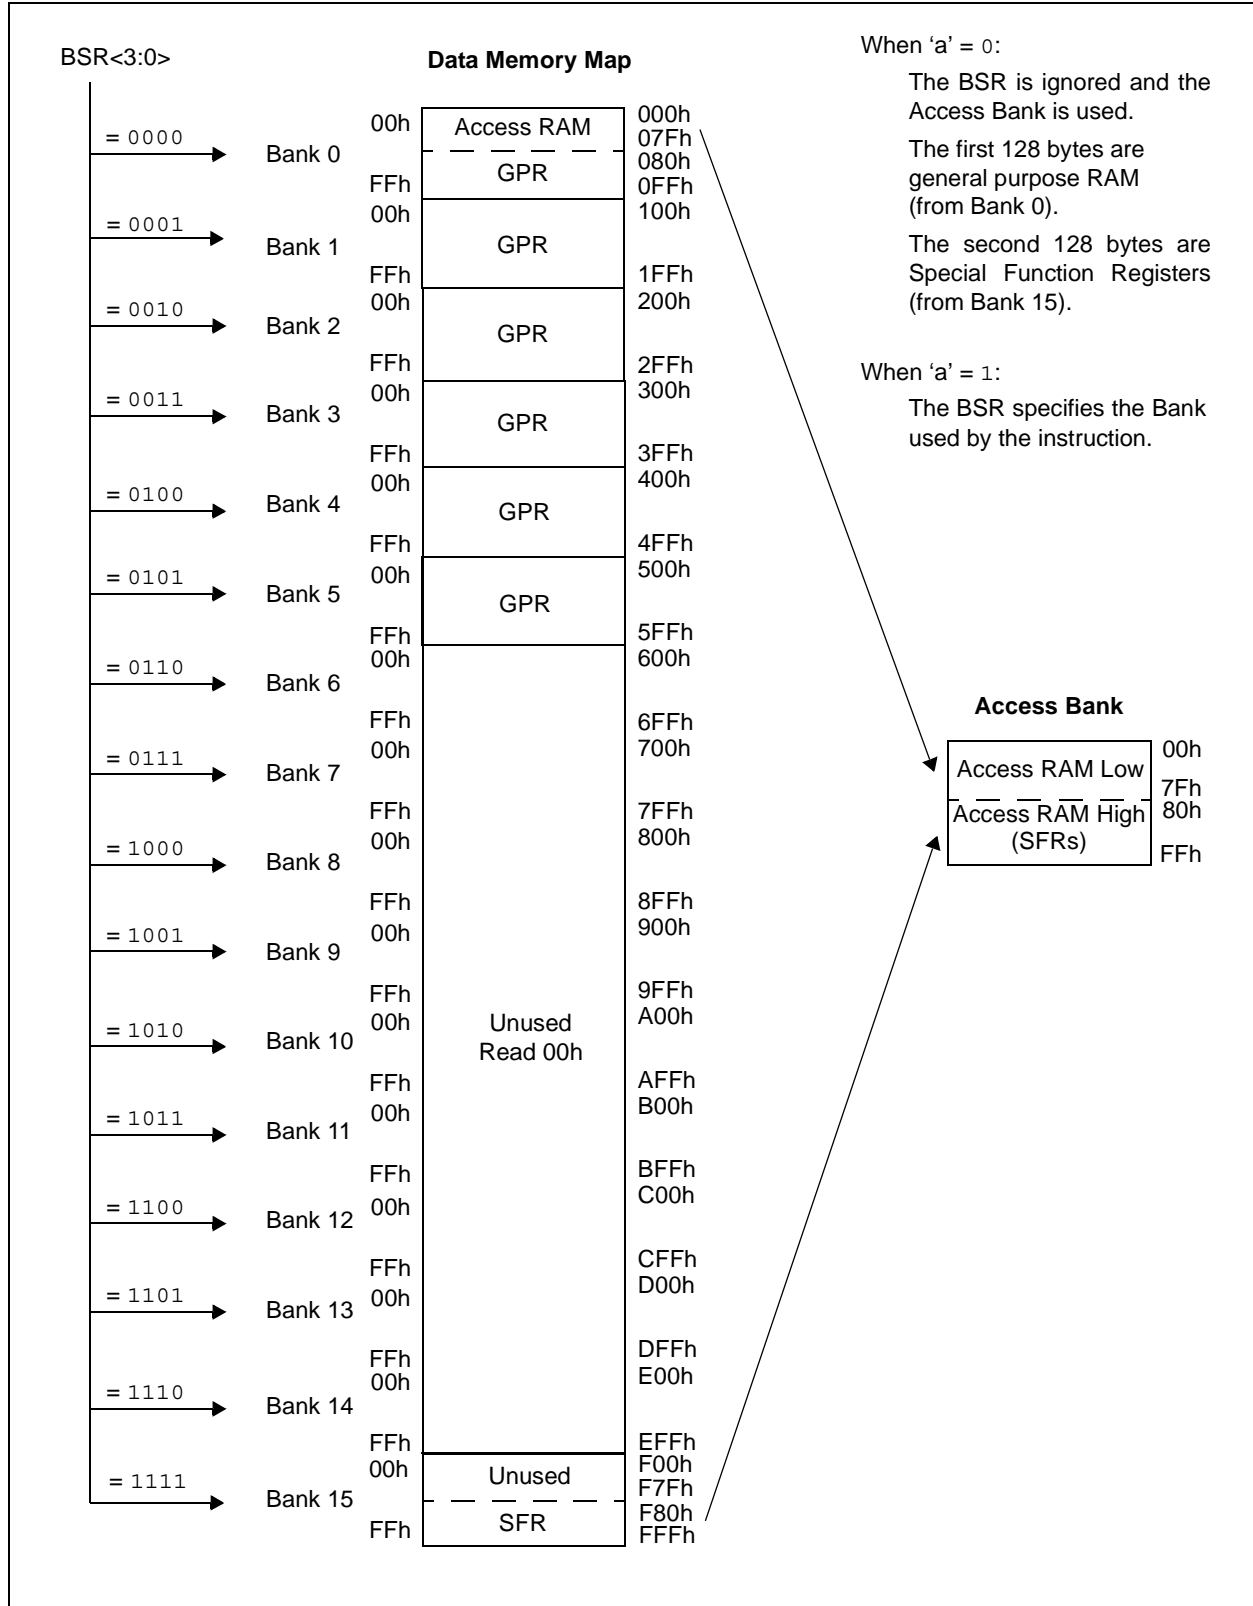 BSR<3:0>
Data Memory Map
When ‘a’ = 0:
The BSR is ignored and the
Access Bank is used.
The first 128 bytes are
general purpose RAM
(from Bank 0).
The second 128 bytes are
Special Function Registers
(from Bank 15).
When ‘a’ = 1:
The BSR specifies the Bank
used by the instruction.
= 0000
Bank 0
00h
FFh
Access RAM
GPR
000h
07Fh
080h
0FFh
= 0001
Bank 1
00h
FFh
GPR
100h
1FFh
= 0010
Bank 2
00h
FFh
GPR
200h
2FFh
= 0011
Bank 3
00h
FFh
GPR
300h
3FFh
= 0100
Bank 4
00h
FFh
GPR
400h
4FFh
= 0101
Bank 5
00h
FFh
GPR
500h
5FFh
= 0110
Bank 6
00h
FFh
600h
6FFh
= 0111
Bank 7
00h
FFh
700h
7FFh
= 1000
Bank 8
00h
FFh
800h
8FFh
= 1001
Bank 9
00h
FFh
900h
9FFh
= 1010
Bank 10
00h
FFh
Unused
Read 00h
A00h
AFFh
= 1011
Bank 11
00h
FFh
B00h
BFFh
= 1100
Bank 12
00h
FFh
C00h
CFFh
= 1101
Bank 13
00h
FFh
D00h
DFFh
= 1110
Bank 14
00h
FFh
E00h
EFFh
= 1111
Bank 15
00h
FFh
Unused
SFR
F00h
F7Fh
F80h
FFFh
Access Bank
Access RAM Low
Access RAM High
(SFRs)
00h
7Fh
80h
FFh